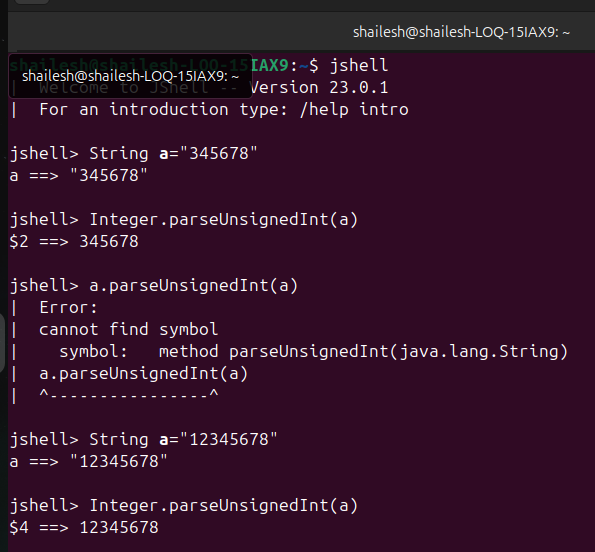 shailesh@shailesh-LOQ-15IAX9: ~
shailesh@shailesh-LOQ-15IAX9:~$ jshell
shailesh@shailesh-LOQ-15IAX9: ~
|  Welcome to JShell -- Version 23.0.1
|  For an introduction type: /help intro
jshell> String a="345678"
a ==> "345678"
jshell> Integer.parseUnsignedInt(a)
$2 ==> 345678
jshell> a.parseUnsignedInt(a)
|  Error:
|  cannot find symbol
|    symbol:   method parseUnsignedInt(java.lang.String)
|  a.parseUnsignedInt(a)
|  ^----------------^
jshell> String a="12345678"
a ==> "12345678"
jshell> Integer.parseUnsignedInt(a)
$4 ==> 12345678